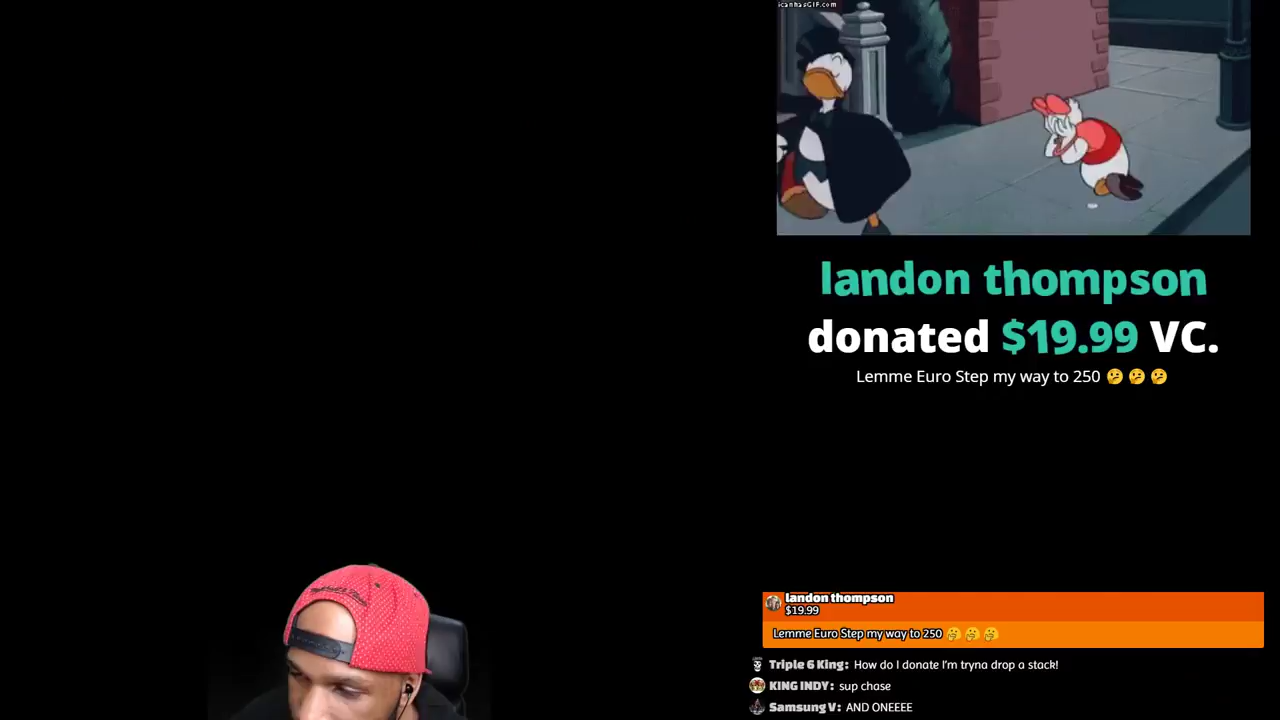 landon thompson
donated $19.99 VC.
Lemme Euro Step my way to 250 🤔 🤔 🤔
landon thompson
$19.99
Lemme Euro Step my way to 250 🤔 🤔 🤔
Triple 6 King: How do I donate I'm tryna drop a stack!
KING INDY: sup chase
Samsung V: AND ONEEEE